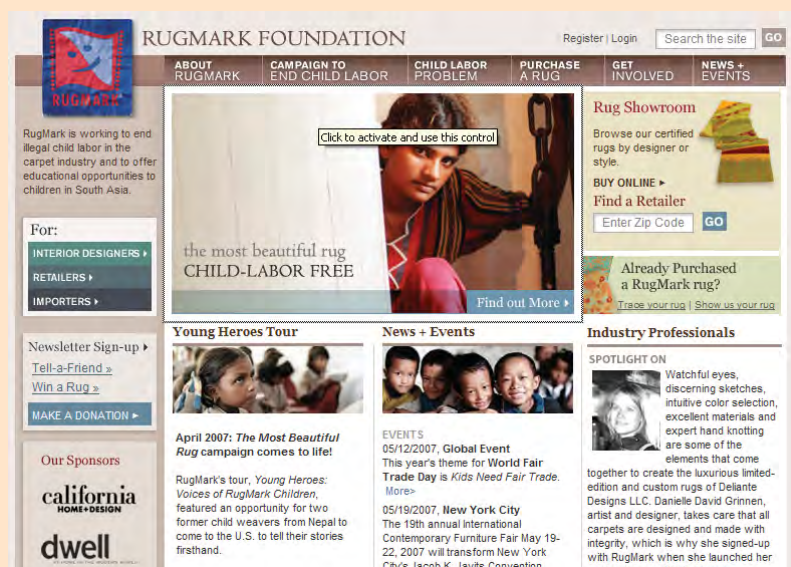 RUGMARK
RUGMARK FOUNDATION
Register | Login
Search the site
GO
ABOUT
RUGMARK
CAMPAIGN TO
END CHILD LABOR
CHILD LABOR
PROBLEM
PURCHASE
A RUG
GET
INVOLVED
NEWS +
EVENTS
RugMark is working to end
illegal child labor in the
carpet industry and to offer
educational opportunities to
children in South Asia.
For:
INTERIOR DESIGNERS
RETAILERS
IMPORTERS
Newsletter Sign-up
Tell-a-Friend »
Win a Rug »
MAKE A DONATION
Our Sponsors
california
HOME+DESIGN
dwell
Click to activate and use this control
the most beautiful rug
CHILD-LABOR FREE
Find out More
Rug Showroom
Browse our certified
rugs by designer or
style.
BUY ONLINE
Find a Retailer
Enter Zip Code
GO
Already Purchased
a RugMark rug?
Trace your rug | Show us your rug
Young Heroes Tour
April 2007: The Most Beautiful
Rug campaign comes to life!
RugMark's tour, Young Heroes:
Voices of RugMark Children,
featured an opportunity for two
former child weavers from Nepal to
come to the U.S. to tell their stories
firsthand.
News + Events
EVENTS
05/12/2007, Global Event
This year's theme for World Fair
Trade Day is Kids Need Fair Trade.
More>
05/19/2007, New York City
The 19th annual International
Contemporary Furniture Fair May 19-
22, 2007 will transform New York
City's Jacob K. Javits Convention
Industry Professionals
SPOTLIGHT ON
Watchful eyes,
discerning sketches,
intuitive color selection,
excellent materials and
expert hand knotting
are some of the
elements that come
together to create the luxurious limited-
edition and custom rugs of Deliante
Designs LLC. Danielle David Grinnen,
artist and designer, takes care that all
carpets are designed and made with
integrity, which is why she signed-up
with RugMark when she launched her